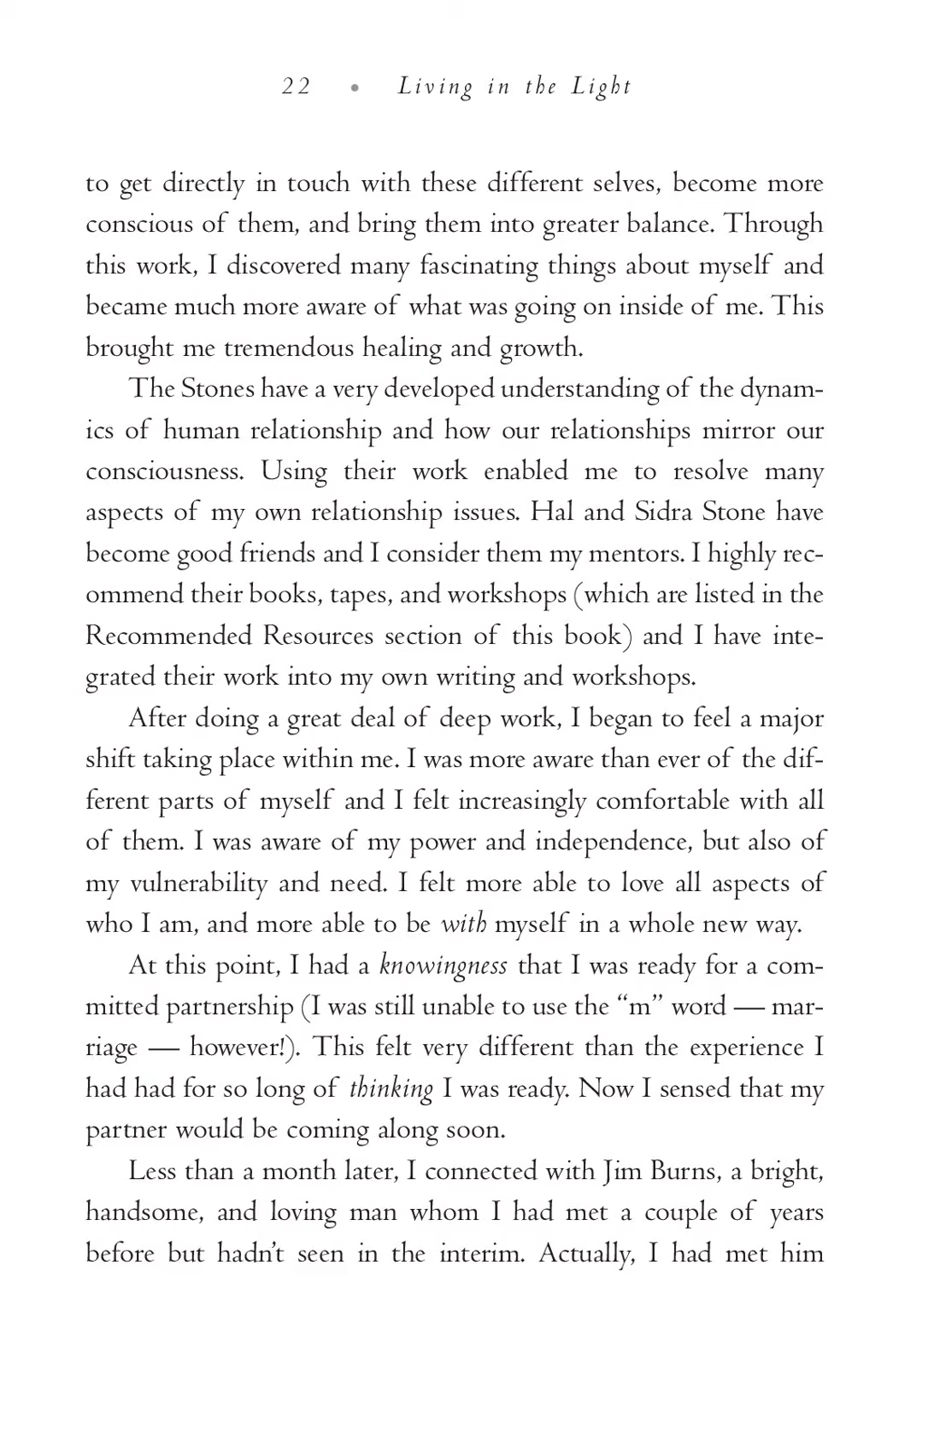 22 • Living in the Light
to get directly in touch with these different selves, become more
conscious of them, and bring them into greater balance. Through
this work, I discovered many fascinating things about myself and
became much more aware of what was going on inside of me. This
brought me tremendous healing and growth.
The Stones have a very developed understanding of the dynam-
ics of human relationship and how our relationships mirror our
consciousness. Using their work enabled me to resolve many
aspects of my own relationship issues. Hal and Sidra Stone have
become good friends and I consider them my mentors. I highly rec-
ommend their books, tapes, and workshops (which are listed in the
Recommended Resources section of this book) and I have inte-
grated their work into my own writing and workshops.
After doing a great deal of deep work, I began to feel a major
shift taking place within me. I was more aware than ever of the dif-
ferent parts of myself and I felt increasingly comfortable with all
of them. I was aware of my power and independence, but also of
my vulnerability and need. I felt more able to love all aspects of
who I am, and more able to be with myself in a whole new way.
At this point, I had a knowingness that I was ready for a com-
mitted partnership (I was still unable to use the “m” word — mar-
riage — however!). This felt very different than the experience I
had had for so long of thinking I was ready. Now I sensed that my
partner would be coming along soon.
Less than a month later, I connected with Jim Burns, a bright,
handsome, and loving man whom I had met a couple of years
before but hadn’t seen in the interim. Actually, I had met him